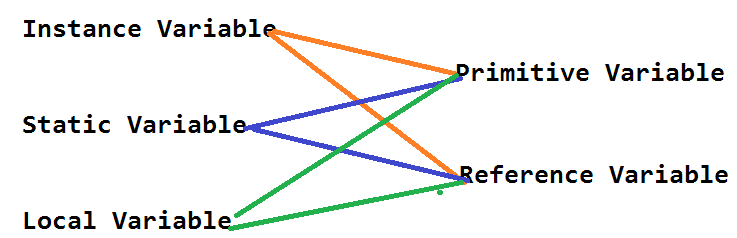 Instance Variable
Primitive Variable
Static Variable
Reference Variable
Local Variable